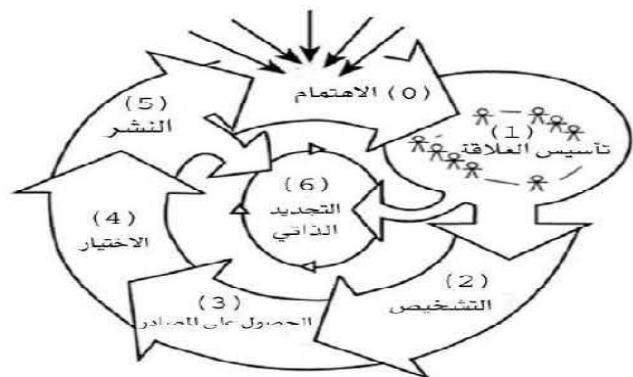 (0) الاهتمام
(1)
تأسيس العلاقة
(2)
التشخيص
(3)
الحصول على المصادر
(4)
الاختيار
(5)
النشر
(6)
التجديد
الذاتي